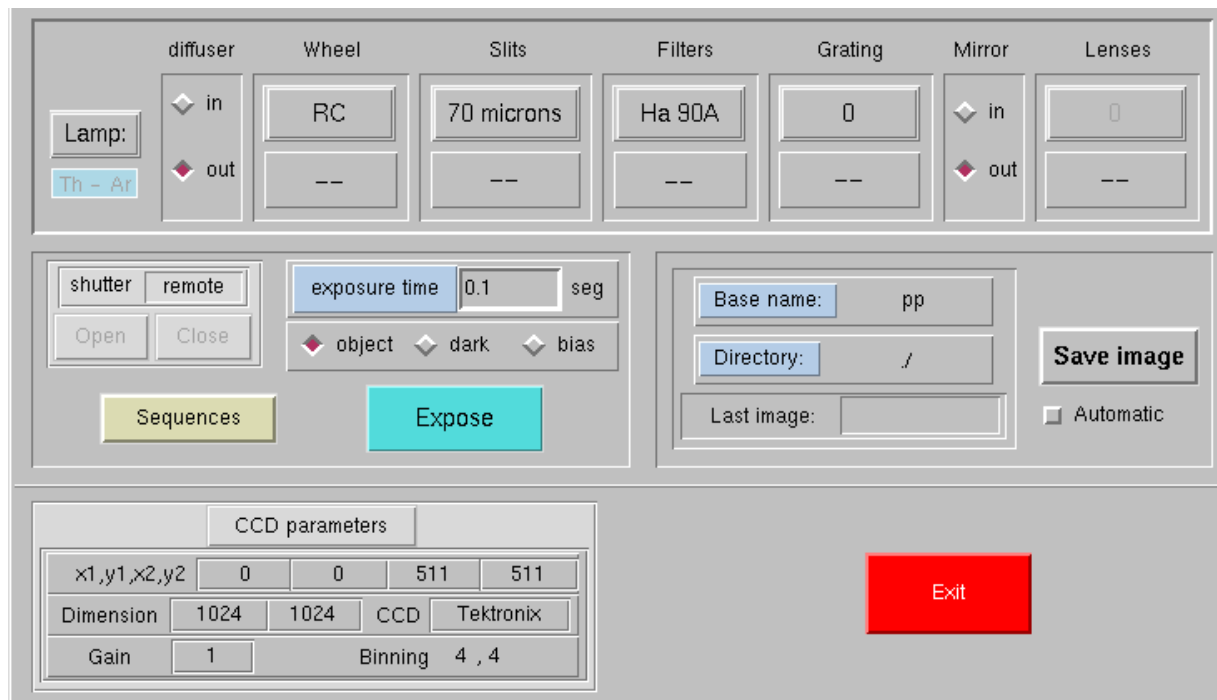 diffuser Wheel Slits Filters Grating Mirror Lenses
in RC 70 microns Ha 90A 0 in 0
Lamp:
out -- -- -- -- out --
Th - Ar
shutter remote
exposure time 0.1 seg
Open Close
object dark bias
Sequences
Expose
Base name: pp
Directory: ./
Last image:
Save image
Automatic
CCD parameters
x1,y1,x2,y2 0 0 511 511
Dimension 1024 1024 CCD Tektronix
Gain 1 Binning 4 , 4
Exit